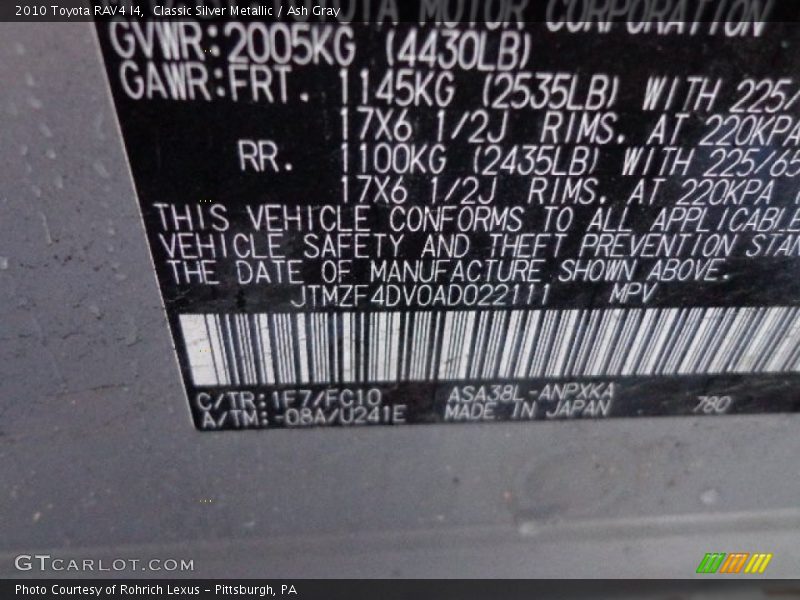 2010 Toyota RAV4 I4, Classic Silver Metallic / Ash Gray
MOTOR CORPORATION
GVWR: 2005KG (4430LB)
GAWR: FRT. 1145KG (2535LB) WITH 225/
17X6 1/2J RIMS. AT 220KPA
RR. 1100KG (2435LB) WITH 225/65
17X6 1/2J RIMS. AT 220KPA
THIS VEHICLE CONFORMS TO ALL APPLICABLE
VEHICLE SAFETY AND THEFT PREVENTION STAN
THE DATE OF MANUFACTURE SHOWN ABOVE.
JTMZF4DV0AD022111 MPV
C/TR: 1F7/FC10 ASA38L-ANPXKA
A/TM: -08A/U241E MADE IN JAPAN 780
GTCARLOT.COM
Photo Courtesy of Rohrich Lexus - Pittsburgh, PA